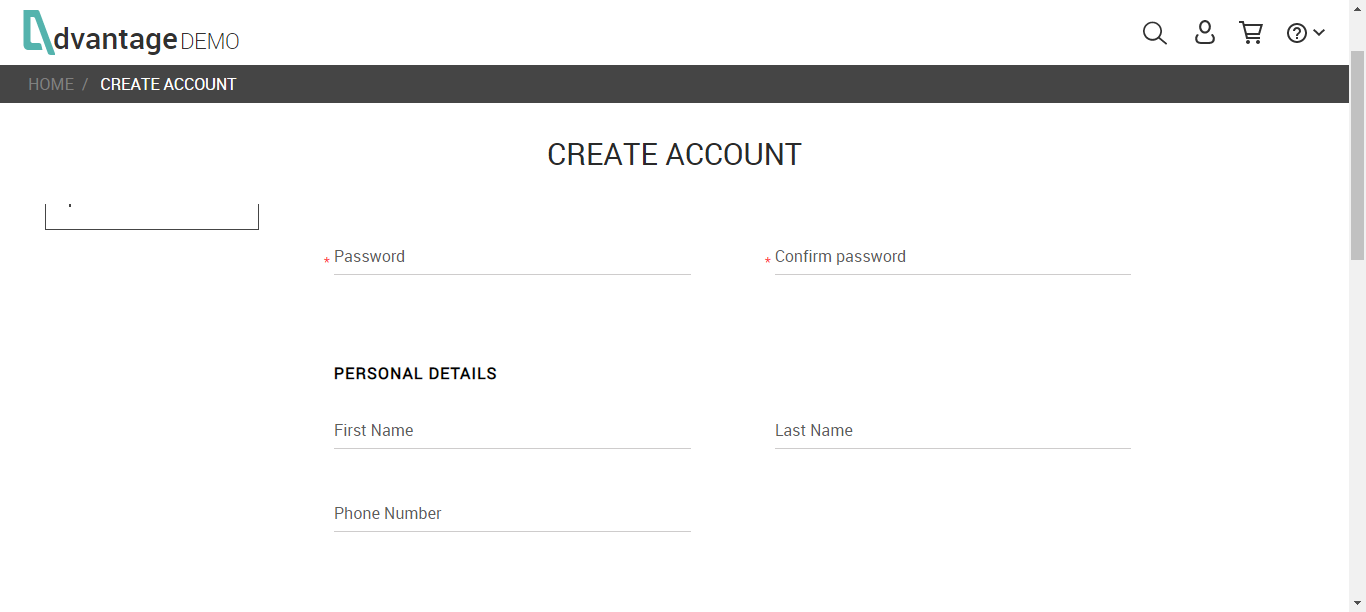 dvantage DEMO
HOME / CREATE ACCOUNT
CREATE ACCOUNT
* Password
* Confirm password
PERSONAL DETAILS
First Name
Last Name
Phone Number